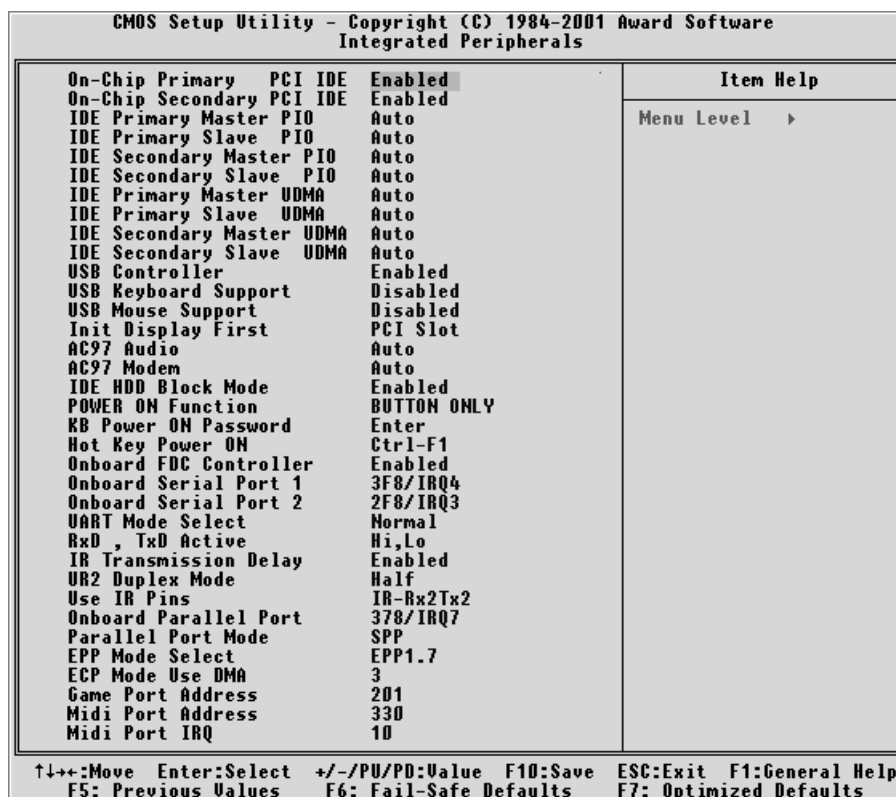 CMOS Setup Utility - Copyright (C) 1984-2001 Award Software
Integrated Peripherals
On-Chip Primary PCI IDE Enabled
On-Chip Secondary PCI IDE Enabled
IDE Primary Master PIO Auto
IDE Primary Slave PIO Auto
IDE Secondary Master PIO Auto
IDE Secondary Slave PIO Auto
IDE Primary Master UDMA Auto
IDE Primary Slave UDMA Auto
IDE Secondary Master UDMA Auto
IDE Secondary Slave UDMA Auto
USB Controller Enabled
USB Keyboard Support Disabled
USB Mouse Support Disabled
Init Display First PCI Slot
AC97 Audio Auto
AC97 Modem Auto
IDE HDD Block Mode Enabled
POWER ON Function BUTTON ONLY
KB Power ON Password Enter
Hot Key Power ON Ctrl-F1
Onboard FDC Controller Enabled
Onboard Serial Port 1 3F8/IRQ4
Onboard Serial Port 2 2F8/IRQ3
UART Mode Select Normal
RxD , TxD Active Hi,Lo
IR Transmission Delay Enabled
UR2 Duplex Mode Half
Use IR Pins IR-Rx2Tx2
Onboard Parallel Port 378/IRQ7
Parallel Port Mode SPP
EPP Mode Select EPP1.7
ECP Mode Use DMA 3
Game Port Address 201
Midi Port Address 330
Midi Port IRQ 10
Item Help
Menu Level ▸
↑↓→←:Move Enter:Select +/-/PU/PD:Value F10:Save ESC:Exit F1:General Help
F5: Previous Values F6: Fail-Safe Defaults F7: Optimized Defaults